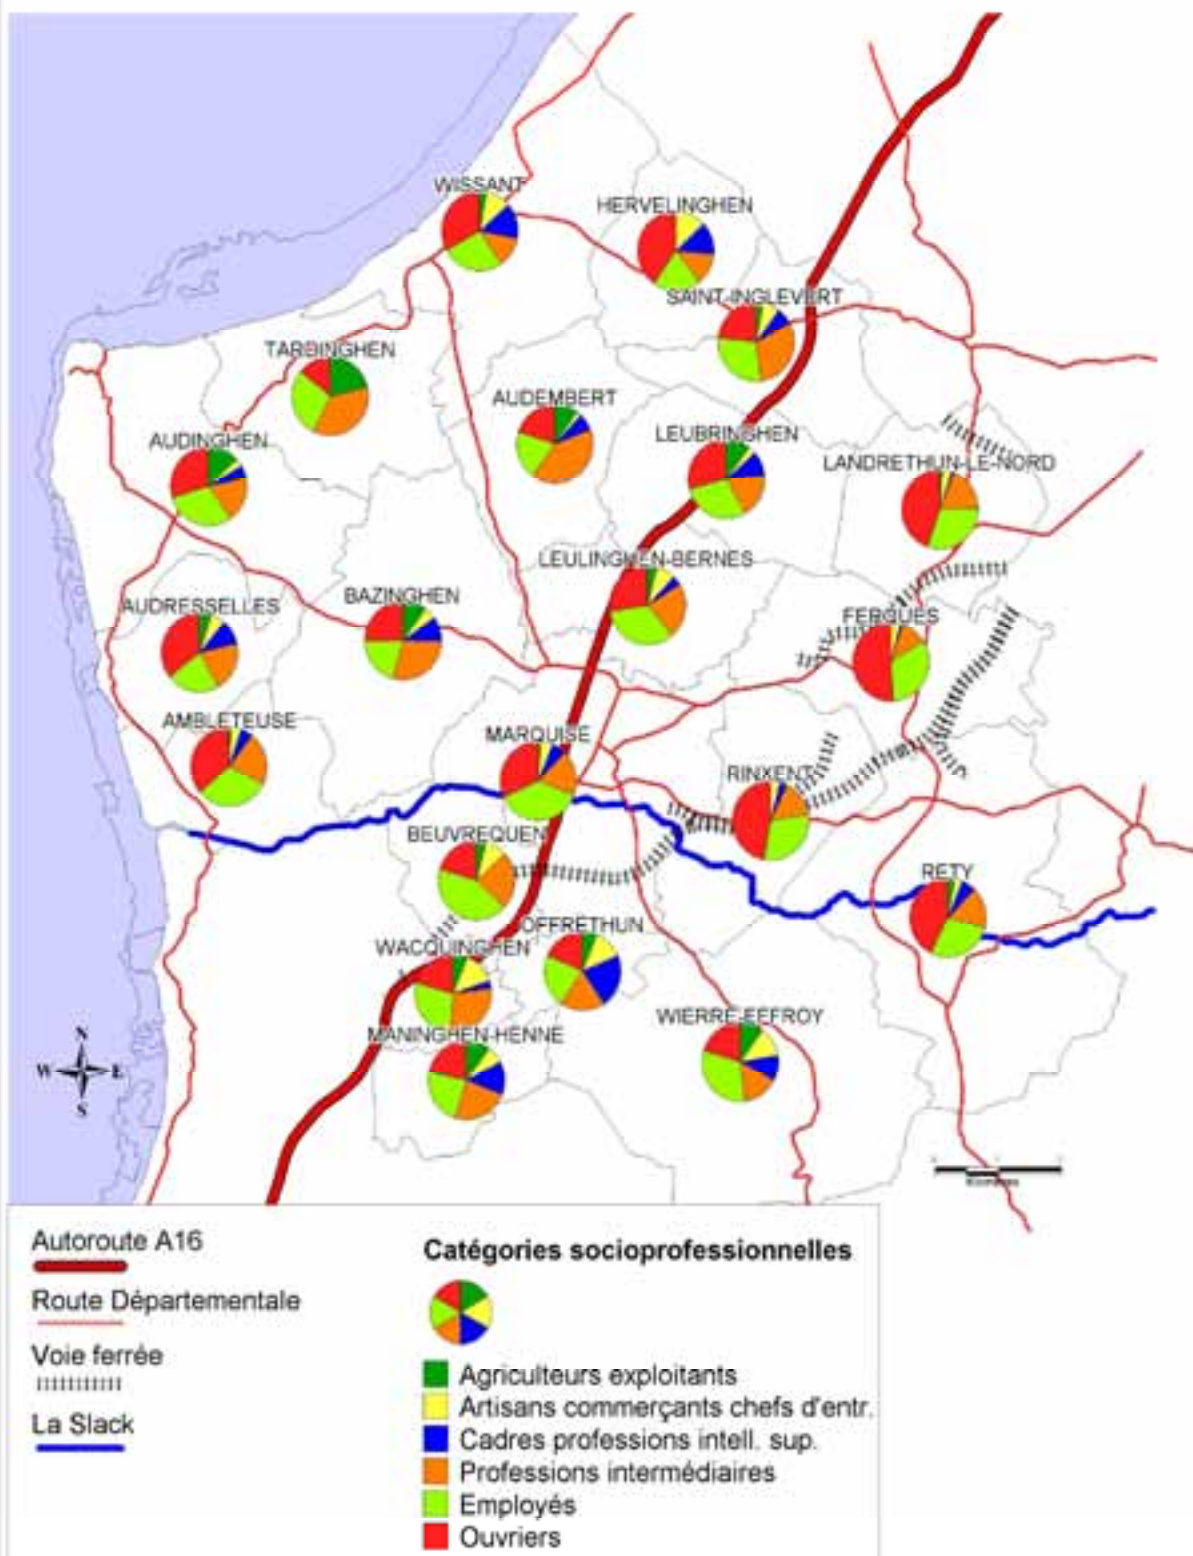 WISSANT
HERVELINGHEN
SAINT-INGLEVERT
TARDINGHEN
AUDEMBERT
AUDINGHEN
LEUBRINGHEN
LANDRETHUN-LE-NORD
LEULINGHEN-BERNES
AUDRESSELLES
BAZINGHEN
FERQUES
AMBLETEUSE
MARQUISE
RINXENT
BEUVREQUEN
RETY
OFFRETHUN
WACQUINGHEN
WIERRE-EFFROY
MANINGHEN-HENNE
N
W E
S
Kilomètres
Autoroute A16
Route Départementale
Voie ferrée
La Slack
Catégories socioprofessionnelles
Agriculteurs exploitants
Artisans commerçants chefs d'entr.
Cadres professions intell. sup.
Professions intermédiaires
Employés
Ouvriers